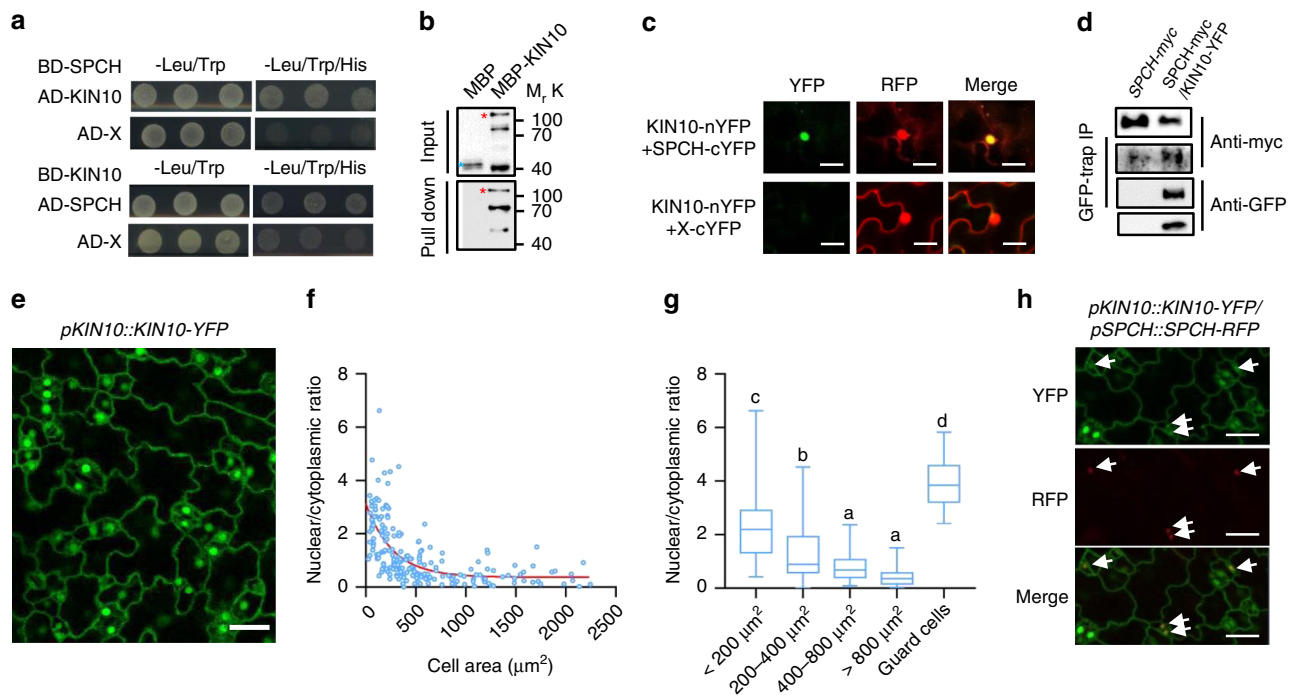 a
BD-SPCH -Leu/Trp -Leu/Trp/His
AD-KIN10
AD-X
BD-KIN10 -Leu/Trp -Leu/Trp/His
AD-SPCH
AD-X
b
MBP
MBP-KIN10
Mr K
Input
*
*
100
70
40
Pull down
*
100
70
40
c
YFP RFP Merge
KIN10-nYFP
+SPCH-cYFP
KIN10-nYFP
+X-cYFP
d
SPCH-myc
SPCH-myc
/KIN10-YFP
GFP-trap IP
Anti-myc
Anti-GFP
e
pKIN10::KIN10-YFP
f
Nuclear/cytoplasmic ratio
8
6
4
2
0
0 500 1000 1500 2000 2500
Cell area (μm²)
g
Nuclear/cytoplasmic ratio
8
6
4
2
0
c b a a d
< 200 μm²
200–400 μm²
400–800 μm²
> 800 μm²
Guard cells
h
pKIN10::KIN10-YFP/
pSPCH::SPCH-RFP
YFP
RFP
Merge